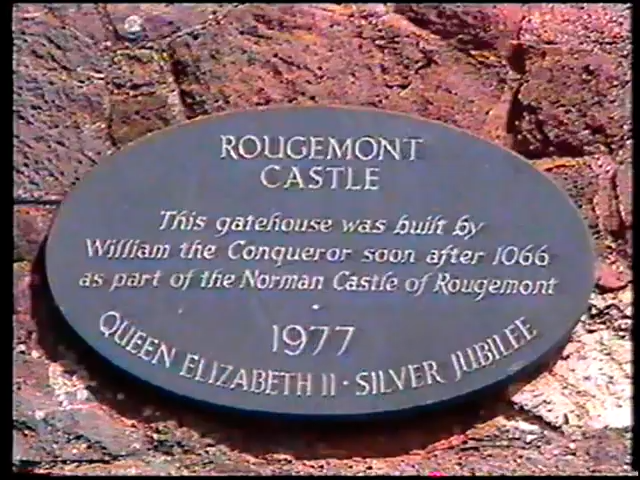 ROUGEMONT
CASTLE
This gatehouse was built by
William the Conqueror soon after 1066
as part of the Norman Castle of Rougemont
1977
QUEEN ELIZABETH II · SILVER JUBILEE